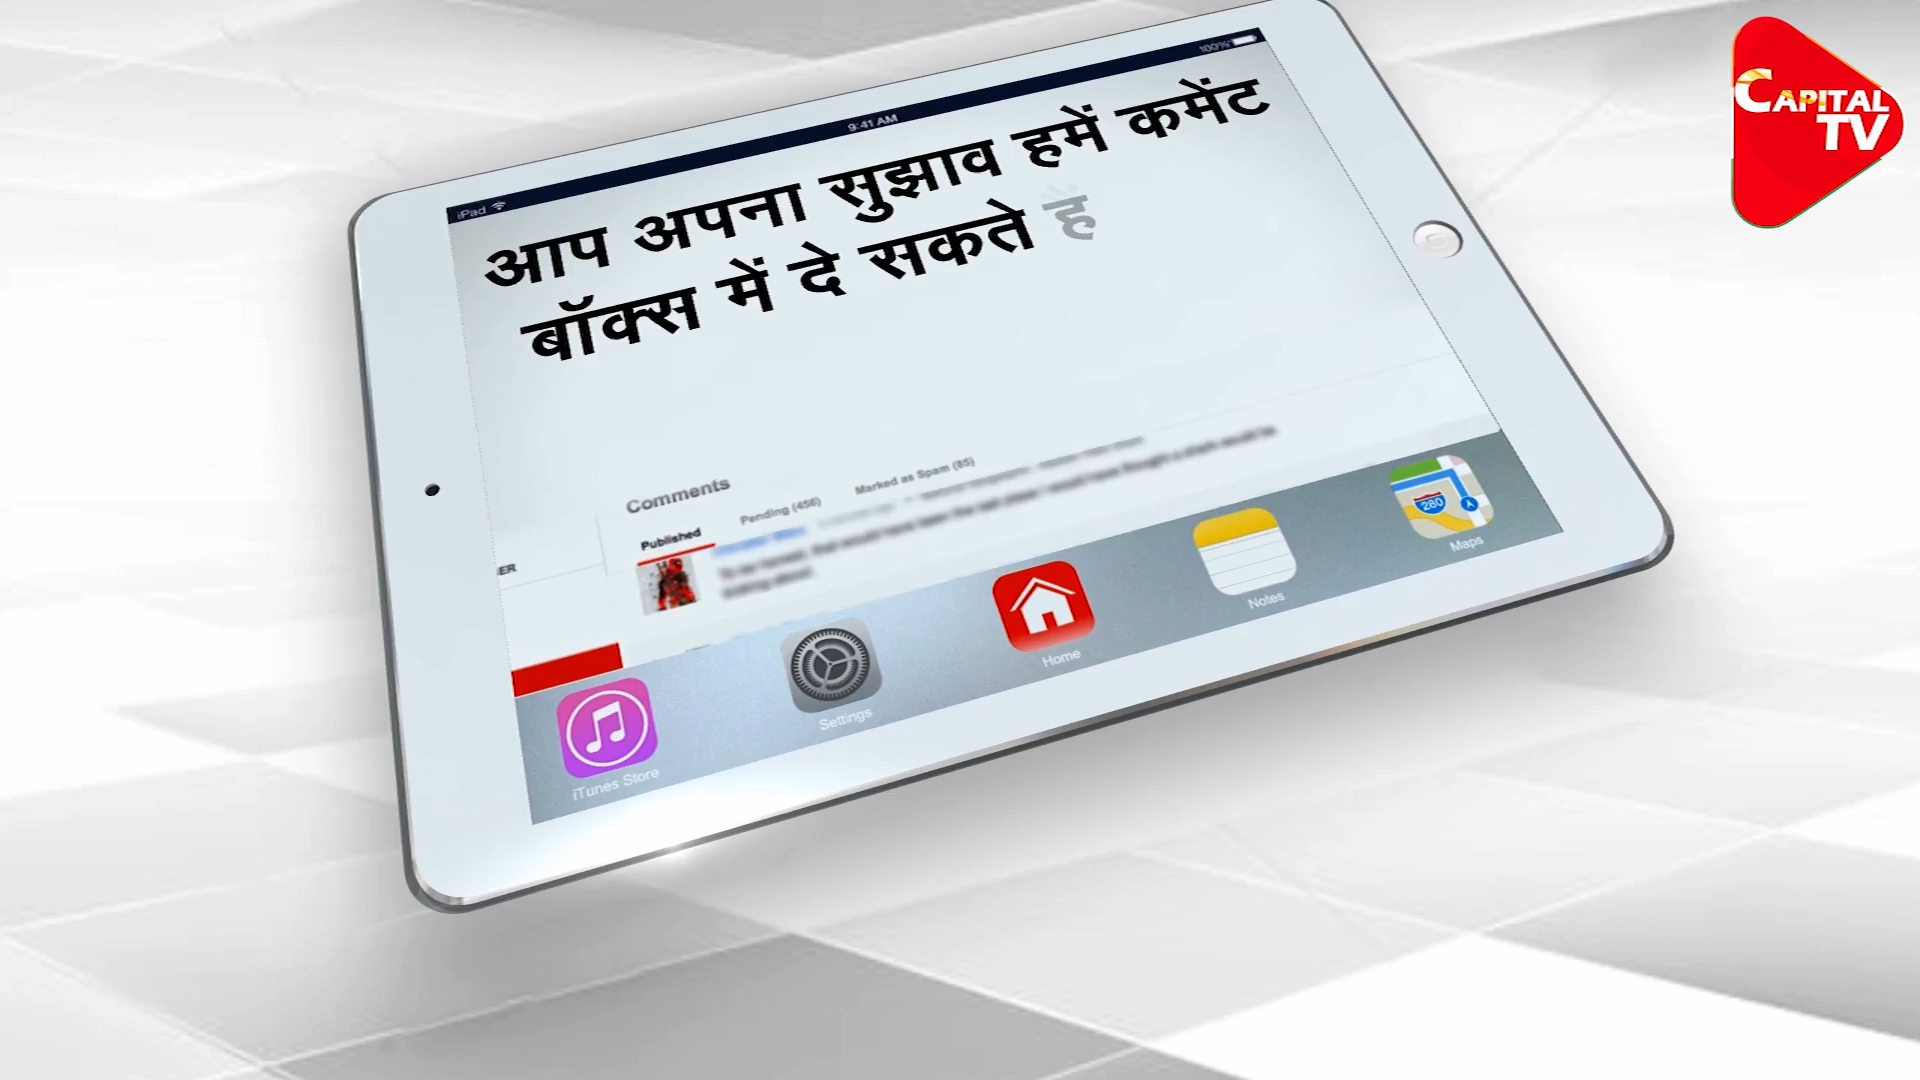 CAPITAL
TV
iPad
9:41 AM
100%
आप अपना सुझाव हमें कमेंट
बॉक्स में दे सकते हैं
Comments
Published
Pending (456)
Marked as Spam (85)
ER
iTunes Store
Settings
Home
Notes
Maps
280